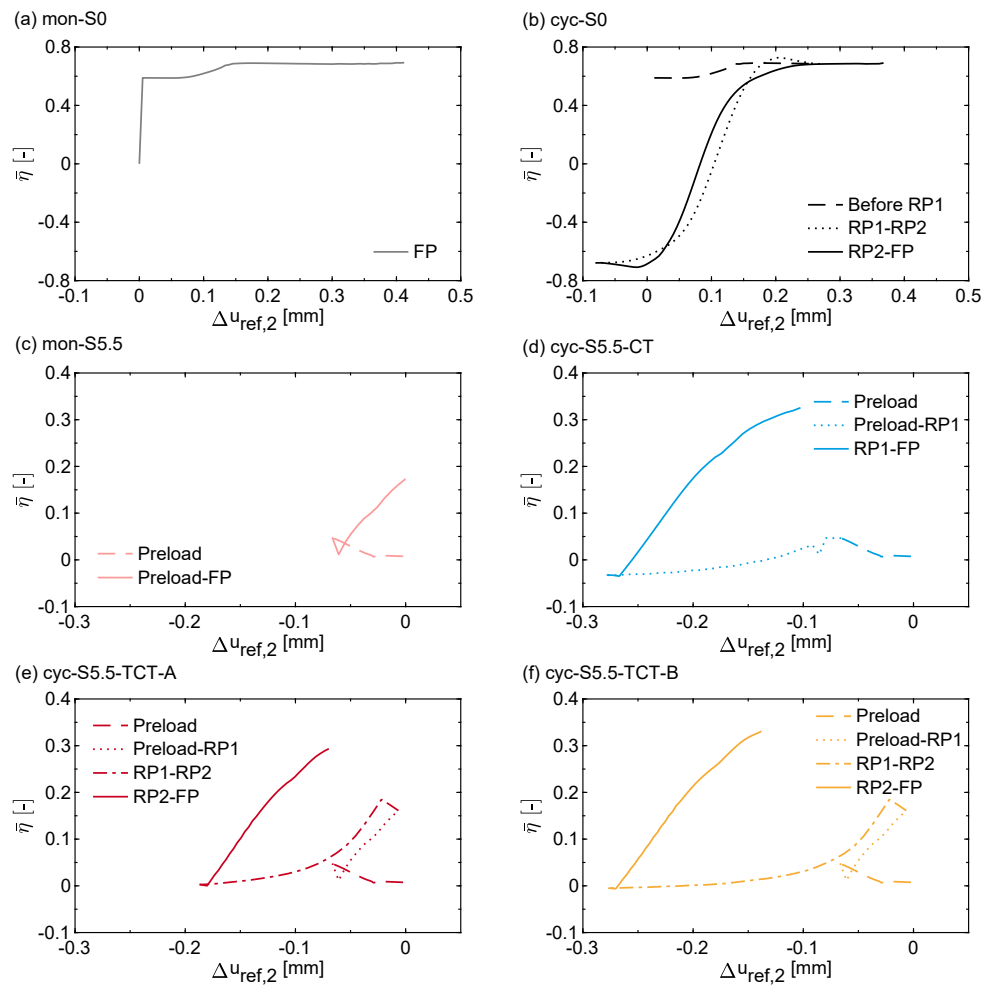 (a) mon-S0
0.8
0.4
0
-0.4
-0.8
η̄ [-]
FP
-0.1 0 0.1 0.2 0.3 0.4 0.5
Δu_ref,2 [mm]
(b) cyc-S0
0.8
0.4
0
-0.4
-0.8
η̄ [-]
Before RP1
RP1-RP2
RP2-FP
-0.1 0 0.1 0.2 0.3 0.4 0.5
Δu_ref,2 [mm]
(c) mon-S5.5
0.4
0.3
0.2
0.1
0
-0.1
η̄ [-]
Preload
Preload-FP
-0.3 -0.2 -0.1 0
Δu_ref,2 [mm]
(d) cyc-S5.5-CT
0.4
0.3
0.2
0.1
0
-0.1
η̄ [-]
Preload
Preload-RP1
RP1-FP
-0.3 -0.2 -0.1 0
Δu_ref,2 [mm]
(e) cyc-S5.5-TCT-A
0.4
0.3
0.2
0.1
0
-0.1
η̄ [-]
Preload
Preload-RP1
RP1-RP2
RP2-FP
-0.3 -0.2 -0.1 0
Δu_ref,2 [mm]
(f) cyc-S5.5-TCT-B
0.4
0.3
0.2
0.1
0
-0.1
η̄ [-]
Preload
Preload-RP1
RP1-RP2
RP2-FP
-0.3 -0.2 -0.1 0
Δu_ref,2 [mm]